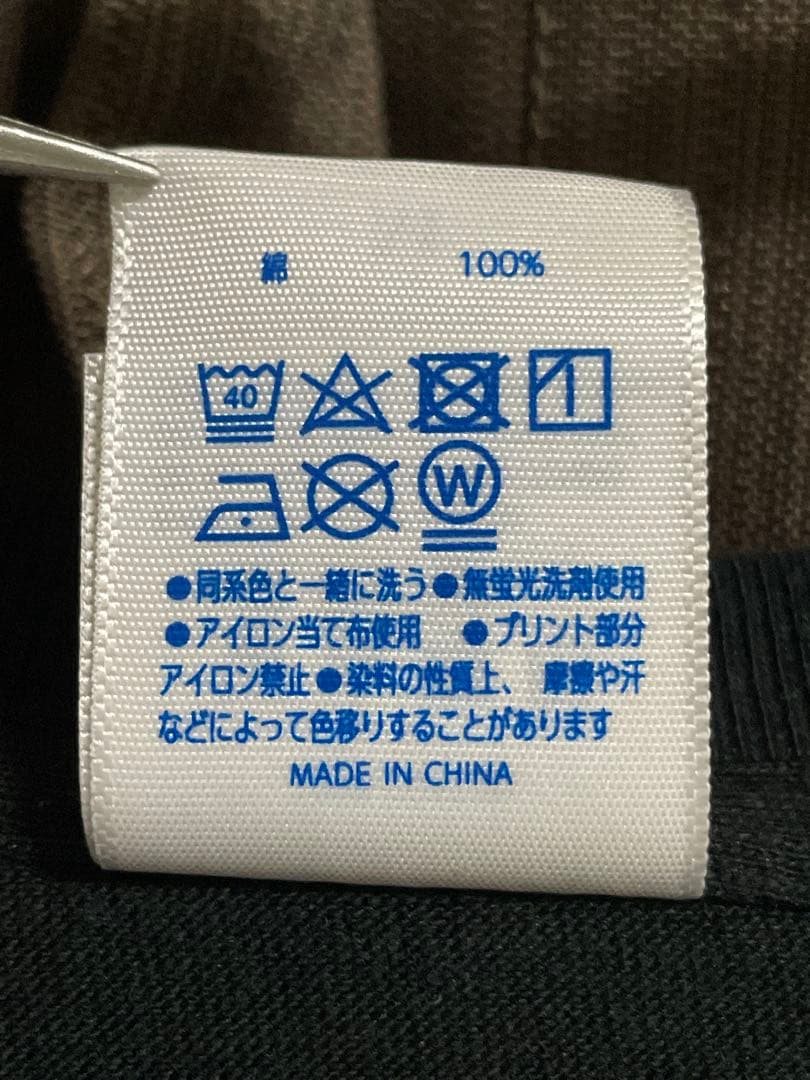 綿 100%
40
W
●同系色と一緒に洗う●無蛍光洗剤使用
●アイロン当て布使用 ●プリント部分
アイロン禁止●染料の性質上、 摩擦や汗
などによって色移りすることがあります
MADE IN CHINA